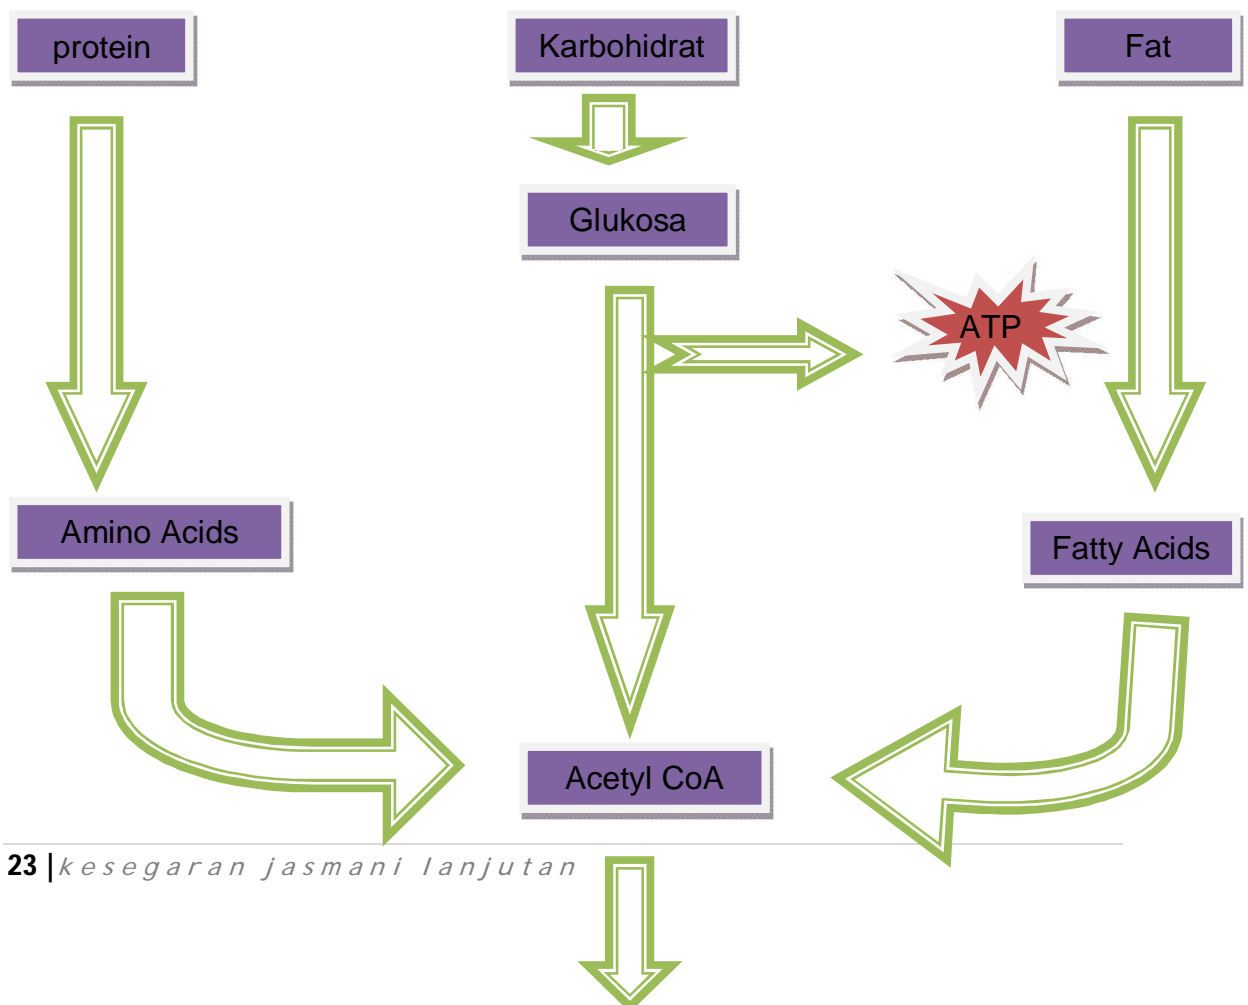 protein
Karbohidrat
Fat
Glukosa
ATP
Amino Acids
Fatty Acids
Acetyl CoA
23 | kesegaran jasmani lanjutan